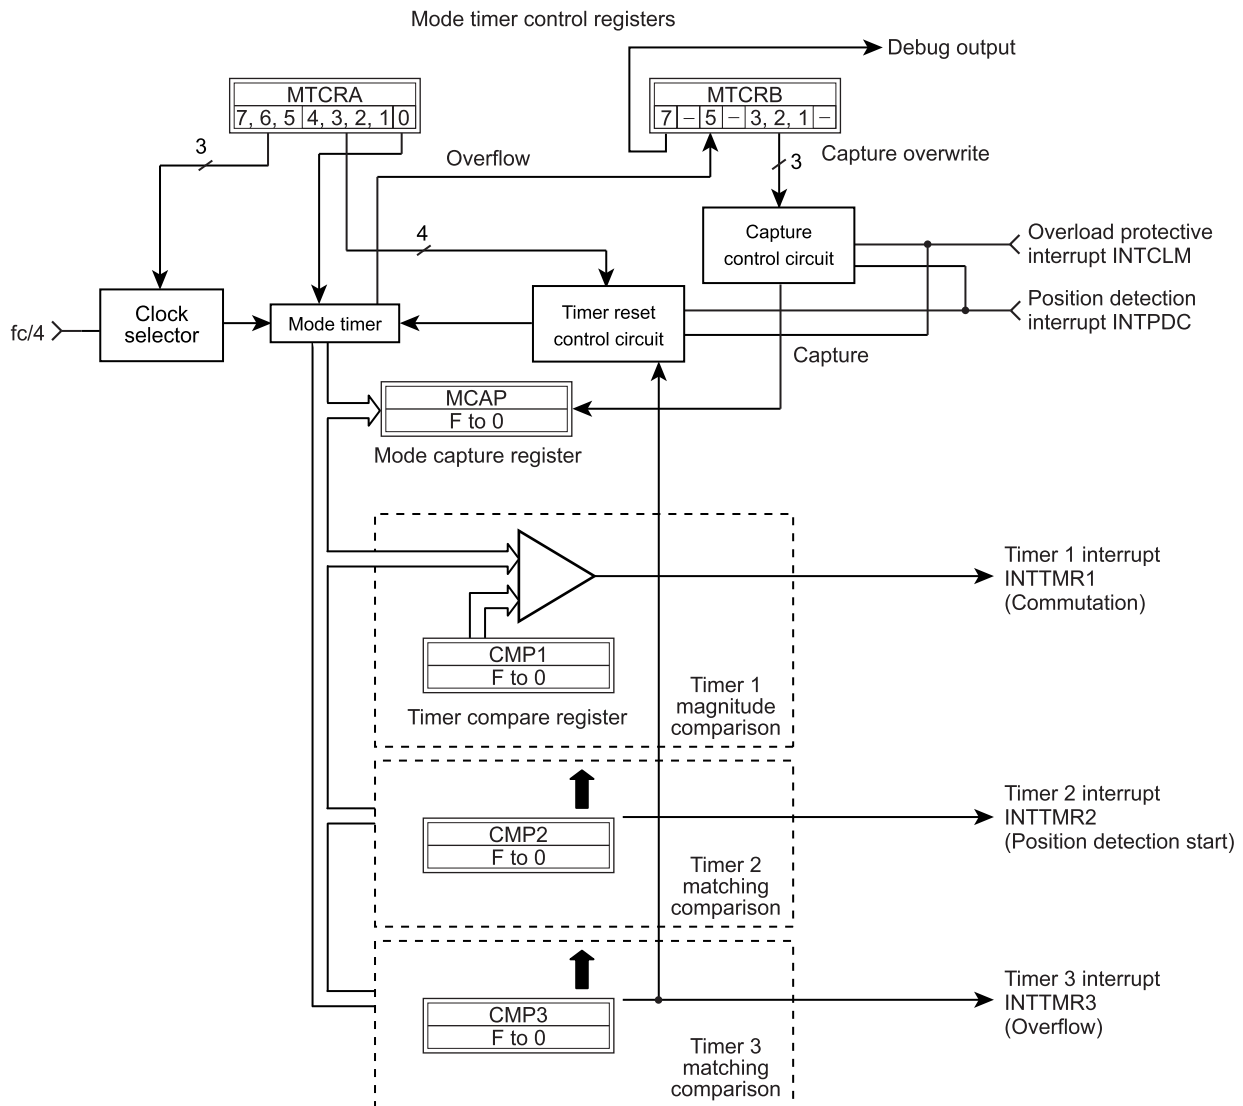 Mode timer control registers
Debug output
MTCRA
7, 6, 5 4, 3, 2, 1 0
MTCRB
7 – 5 – 3, 2, 1 –
3
Overflow
3
Capture overwrite
4
Capture
control circuit
Overload protective
interrupt INTCLM
fc/4
Clock
selector
Mode timer
Timer reset
control circuit
Position detection
interrupt INTPDC
Capture
MCAP
F to 0
Mode capture register
Timer 1 interrupt
INTTMR1
(Commutation)
CMP1
F to 0
Timer compare register
Timer 1
magnitude
comparison
Timer 2 interrupt
INTTMR2
(Position detection start)
CMP2
F to 0
Timer 2
matching
comparison
Timer 3 interrupt
INTTMR3
(Overflow)
CMP3
F to 0
Timer 3
matching
comparison